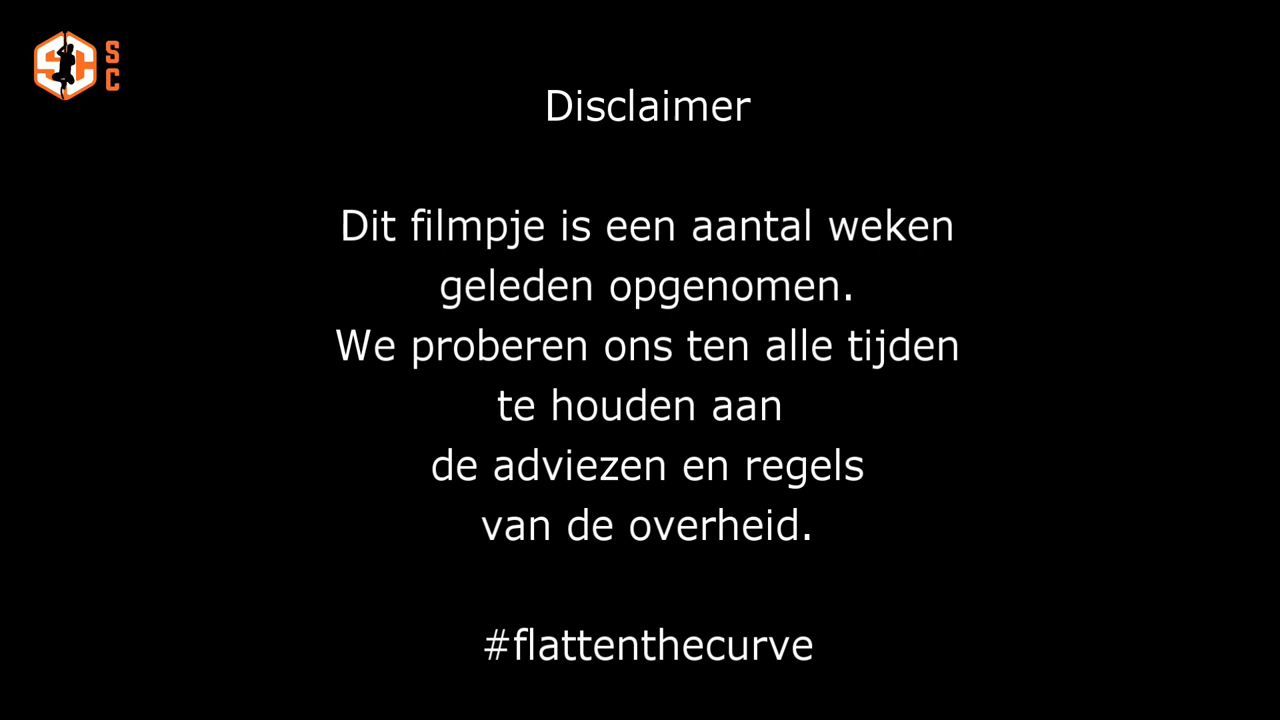 S
C
Disclaimer
Dit filmpje is een aantal weken
geleden opgenomen.
We proberen ons ten alle tijden
te houden aan
de adviezen en regels
van de overheid.
#flattenthecurve